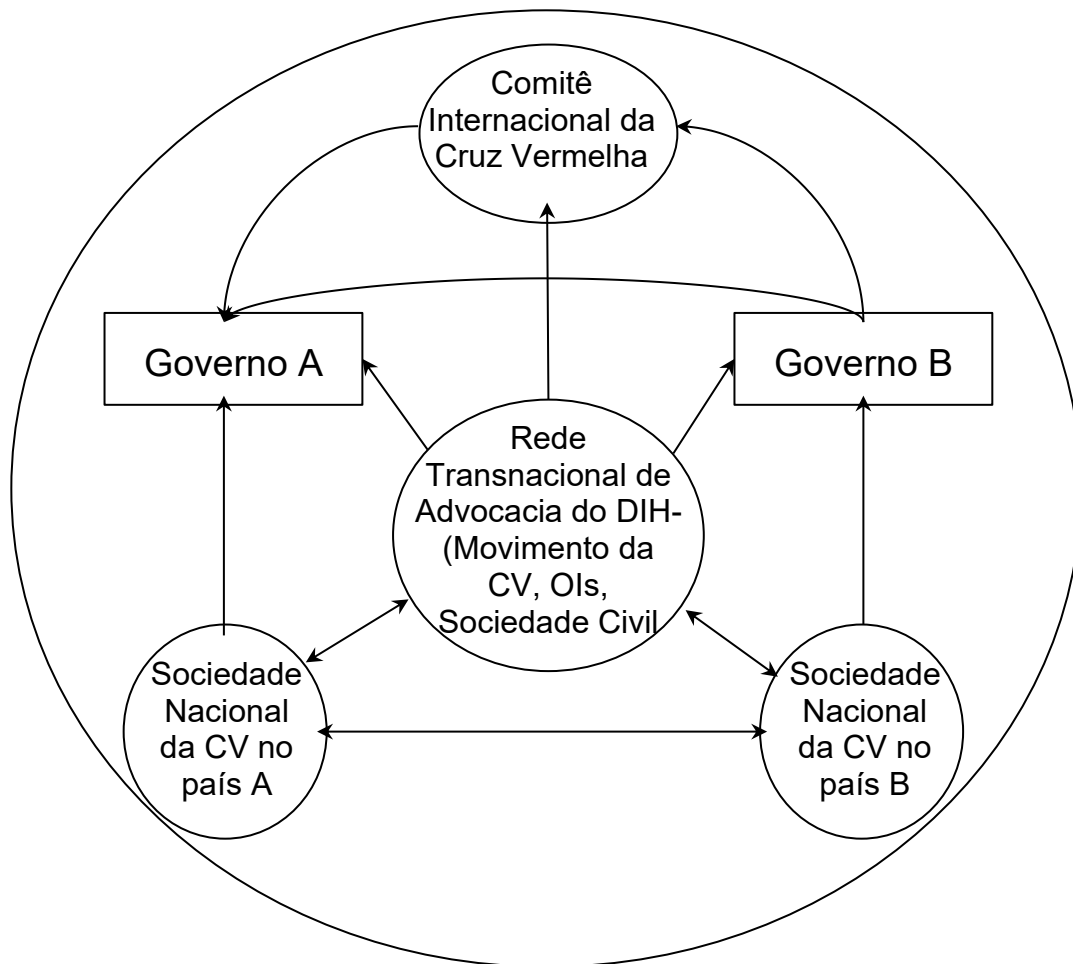 Comitê
Internacional da
Cruz Vermelha
Governo A
Governo B
Rede
Transnacional de
Advocacia do DIH-
(Movimento da
CV, OIs,
Sociedade Civil
Sociedade
Nacional
da CV no
país A
Sociedade
Nacional
da CV no
país B